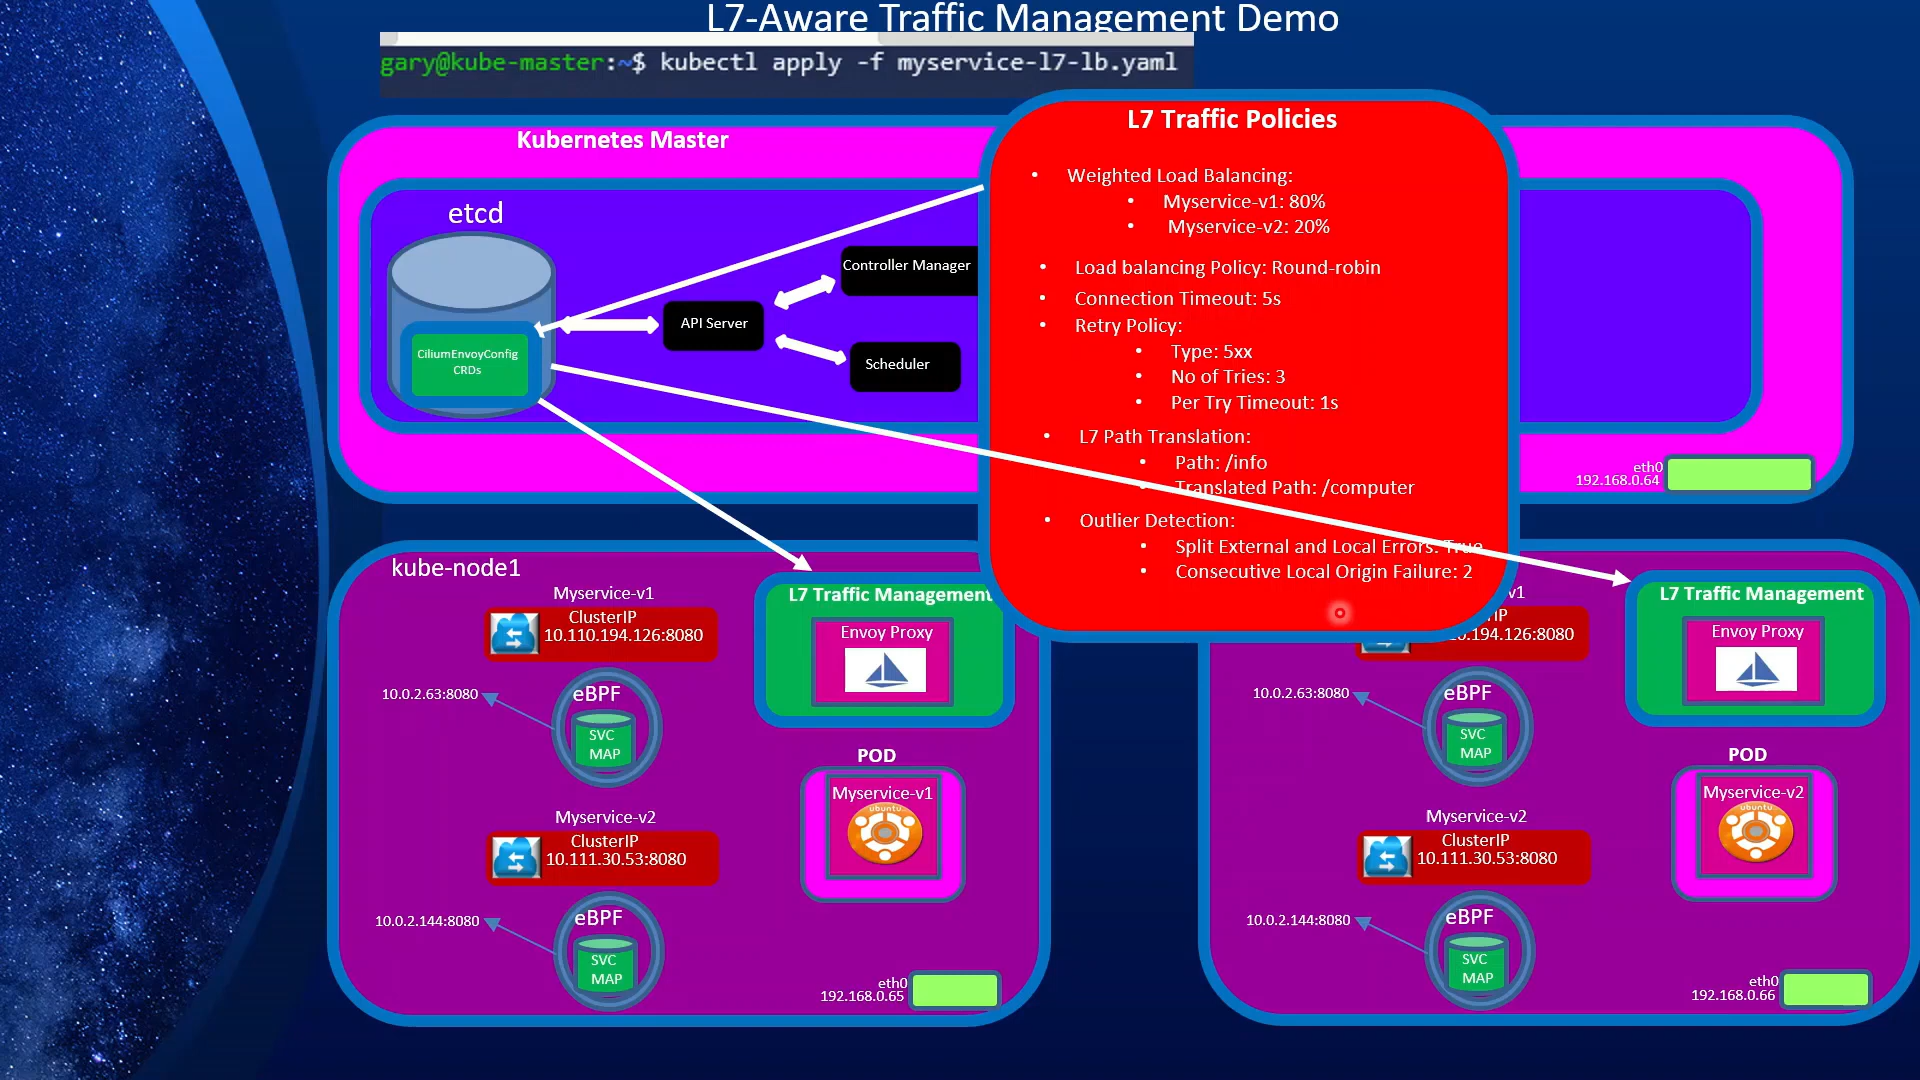 L7-Aware Traffic Management Demo
gary@kube-master:~$ kubectl apply -f myservice-l7-lb.yaml
Kubernetes Master
etcd
CiliumEnvoyConfig
CRDs
API Server
Controller Manager
Scheduler
L7 Traffic Policies
• Weighted Load Balancing:
• Myservice-v1: 80%
• Myservice-v2: 20%
• Load balancing Policy: Round-robin
• Connection Timeout: 5s
• Retry Policy:
• Type: 5xx
• No of Tries: 3
• Per Try Timeout: 1s
• L7 Path Translation:
• Path: /info
• Translated Path: /computer
• Outlier Detection:
• Split External and Local Errors: True
• Consecutive Local Origin Failure: 2
eth0
192.168.0.64
kube-node1
Myservice-v1
ClusterIP
10.110.194.126:8080
10.0.2.63:8080
eBPF
SVC
MAP
Myservice-v2
ClusterIP
10.111.30.53:8080
10.0.2.144:8080
eBPF
SVC
MAP
L7 Traffic Management
Envoy Proxy
POD
Myservice-v1
ubuntu
eth0
192.168.0.65
v1
IP
.194.126:8080
10.0.2.63:8080
eBPF
SVC
MAP
Myservice-v2
ClusterIP
10.111.30.53:8080
10.0.2.144:8080
eBPF
SVC
MAP
L7 Traffic Management
Envoy Proxy
POD
Myservice-v2
ubuntu
eth0
192.168.0.66